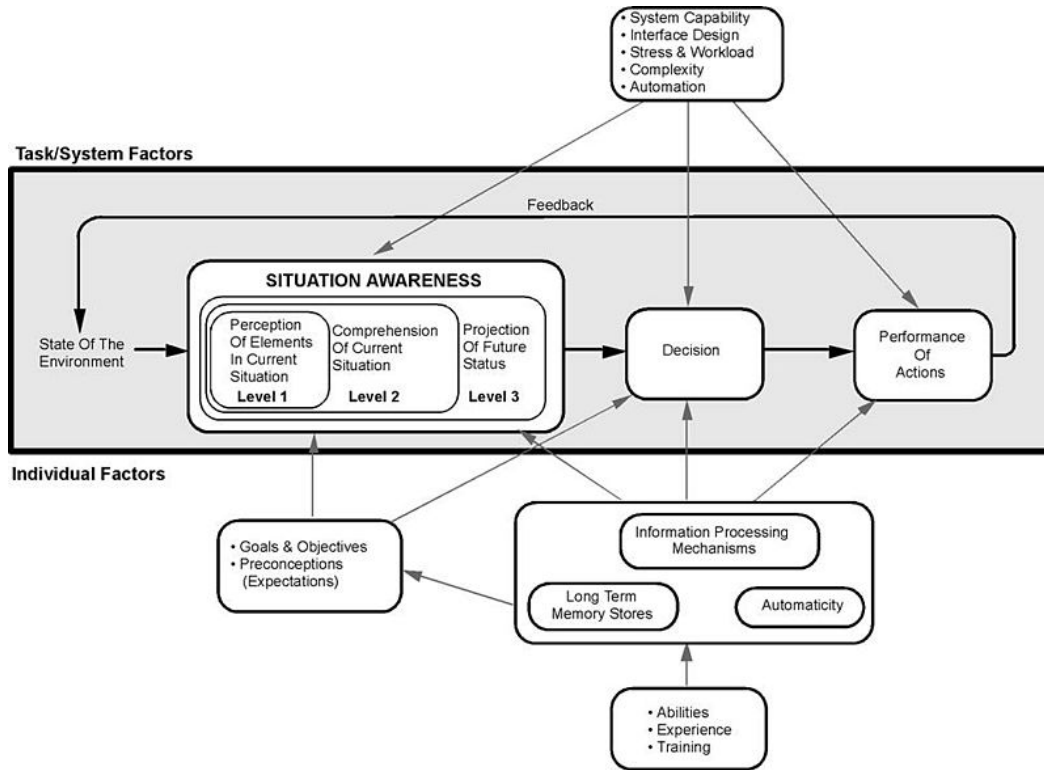 • System Capability
• Interface Design
• Stress & Workload
• Complexity
• Automation
Task/System Factors
Feedback
SITUATION AWARENESS
State Of The
Environment
Perception
Of Elements
In Current
Situation
Level 1
Comprehension
Of Current
Situation
Level 2
Projection
Of Future
Status
Level 3
Decision
Performance
Of
Actions
Individual Factors
• Goals & Objectives
• Preconceptions
(Expectations)
Information Processing
Mechanisms
Long Term
Memory Stores
Automaticity
• Abilities
• Experience
• Training